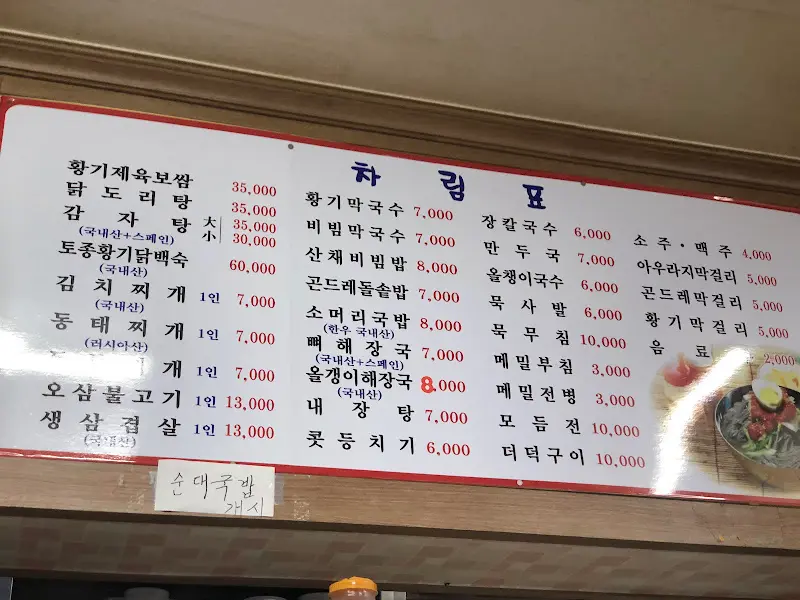 차 림 표
황기제육보쌈 35,000
닭도리탕 35,000
감자탕 大 35,000
(국내산+스페인) 小 30,000
토종황기닭백숙 60,000
(국내산)
김치찌개 1인 7,000
(국내산)
동태찌개 1인 7,000
(러시아산)
찌개 1인 7,000
오삼불고기 1인 13,000
생삼겹살 1인 13,000
(국내산)
황기막국수 7,000
비빔막국수 7,000
산채비빔밥 8,000
곤드레돌솥밥 7,000
소머리국밥 8,000
(한우 국내산)
뼈해장국 7,000
(국내산+스페인)
올갱이해장국 8,000
(국내산)
내장탕 7,000
콧등치기 6,000
장칼국수 6,000
만두국 7,000
올챙이국수 6,000
묵사발 6,000
묵무침 10,000
메밀부침 3,000
메밀전병 3,000
모듬전 10,000
더덕구이 10,000
소주·맥주 4,000
아우라지막걸리 5,000
곤드레막걸리 5,000
황기막걸리 5,000
음료 2,000
순대국밥
개시